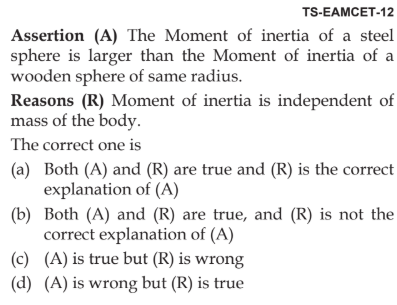 TS-EAMCET-12
Assertion (A) The Moment of inertia of a steel
sphere is larger than the Moment of inertia of a
wooden sphere of same radius.
Reasons (R) Moment of inertia is independent of
mass of the body.
The correct one is
(a) Both (A) and (R) are true and (R) is the correct
explanation of (A)
(b) Both (A) and (R) are true, and (R) is not the
correct explanation of (A)
(c) (A) is true but (R) is wrong
(d) (A) is wrong but (R) is true